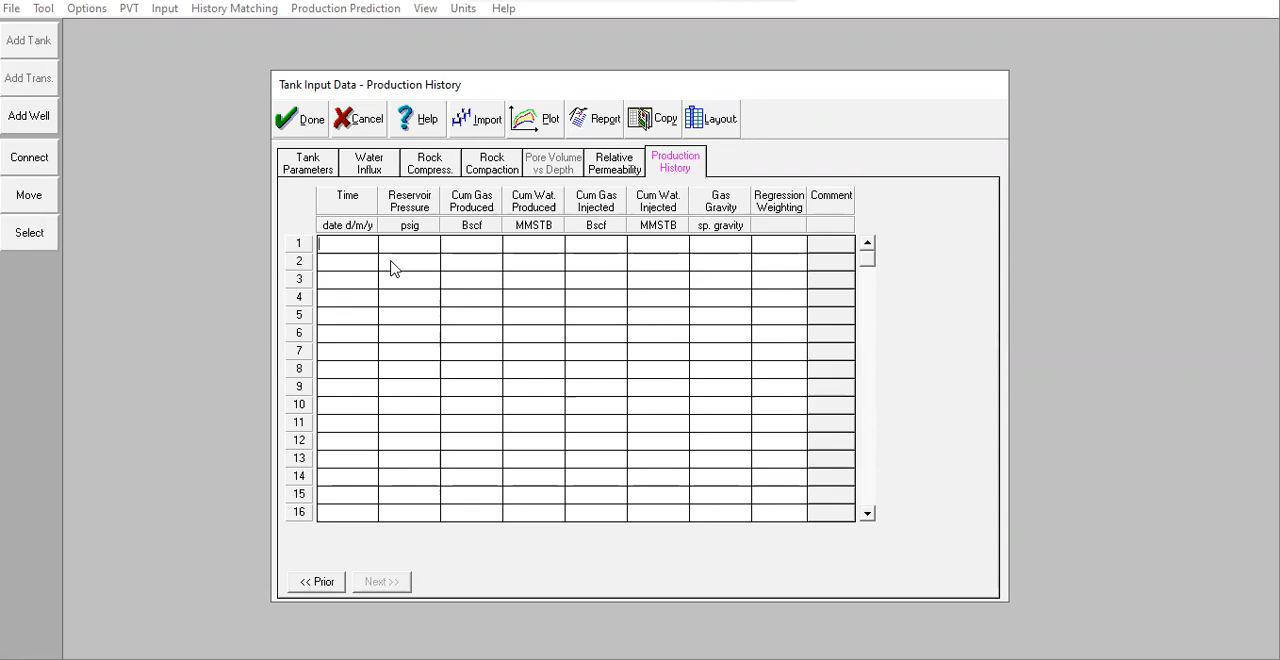 File Tool Options PVT Input History Matching Production Prediction View Units Help
Add Tank
Add Trans.
Add Well
Connect
Move
Select
Tank Input Data - Production History
Done Cancel Help Import Plot Report Copy Layout
Tank Parameters
Water Influx
Rock Compress.
Rock Compaction
Pore Volume vs Depth
Relative Permeability
Production History
Time
Reservoir Pressure
Cum Gas Produced
Cum Wat. Produced
Cum Gas Injected
Cum Wat. Injected
Gas Gravity
Regression Weighting
Comment
date d/m/y psig Bscf MMSTB Bscf MMSTB sp. gravity
1
2
3
4
5
6
7
8
9
10
11
12
13
14
15
16
<< Prior Next >>